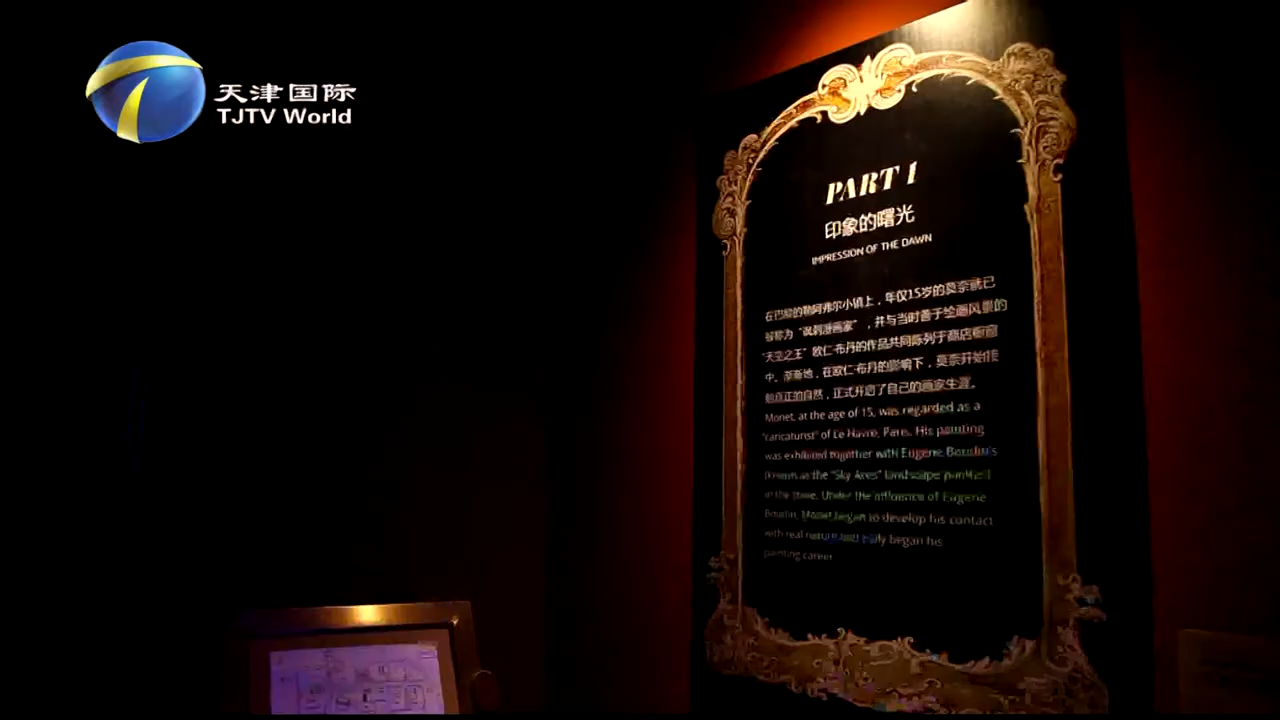 天津国际
TJTV World
PART 1
印象的曙光
IMPRESSION OF THE DAWN
在巴黎的勒阿弗尔小镇上，年仅15岁的莫奈就已
被称为“讽刺漫画家”，并与当时善于绘画风景的
“天空之王”欧仁·布丹的作品共同陈列于商店橱窗
中。渐渐地，在欧仁·布丹的影响下，莫奈开始接
触真正的自然，正式开启了自己的画家生涯。
Monet, at the age of 15, was regarded as a
"caricaturist" of Le Havre, Paris. His painting
was exhibited together with Eugene Boudin's
(known as the "Sky Aces" landscape painter)
in the store. Under the influence of Eugene
Boudin, Monet began to develop his contact
with real nature and began his
painting career